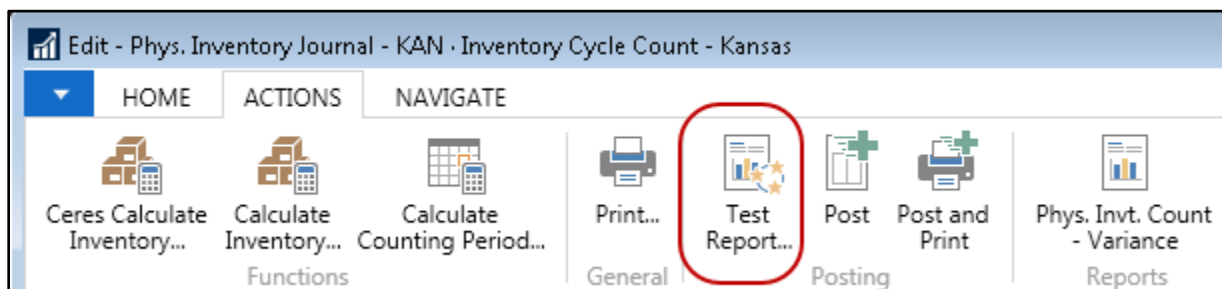 Edit - Phys. Inventory Journal - KAN · Inventory Cycle Count - Kansas
HOME ACTIONS NAVIGATE
Ceres Calculate
Inventory...
Calculate
Inventory...
Calculate
Counting Period...
Print...
Test
Report...
Post
Post and
Print
Phys. Invt. Count
- Variance
Functions
General
Posting
Reports